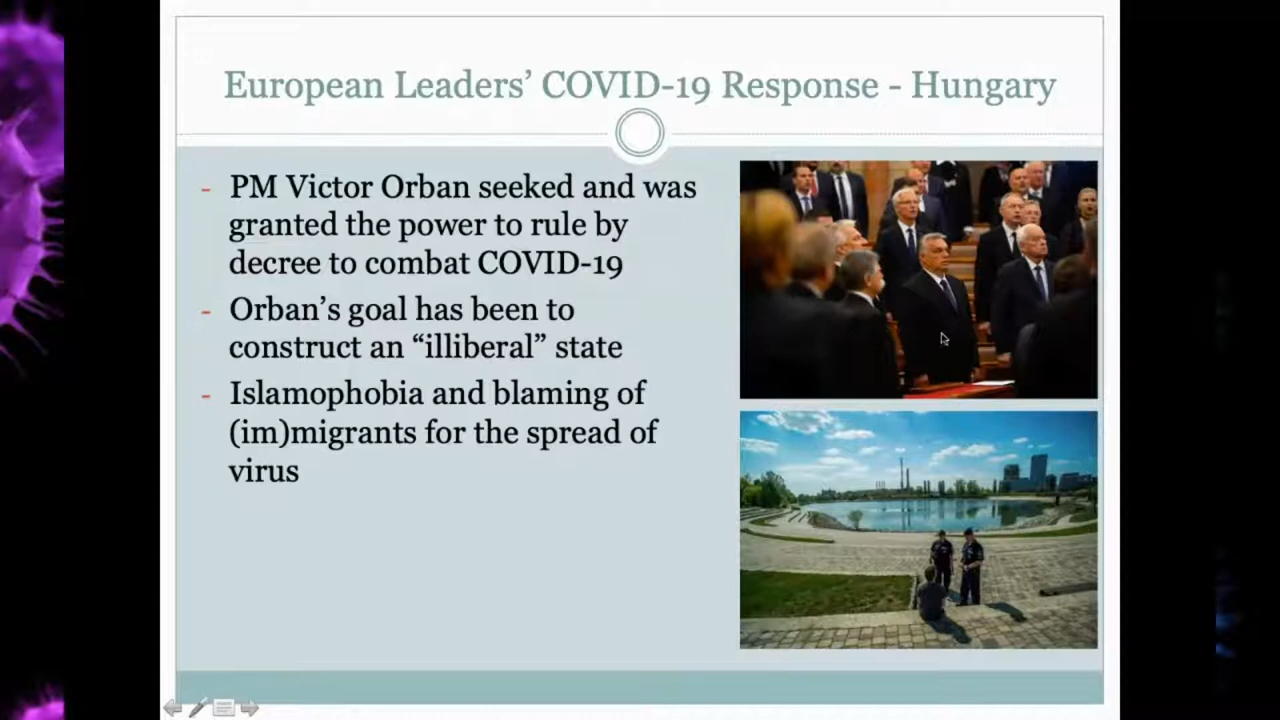 European Leaders’ COVID-19 Response - Hungary
- PM Victor Orban seeked and was
granted the power to rule by
decree to combat COVID-19
- Orban’s goal has been to
construct an “illiberal” state
- Islamophobia and blaming of
(im)migrants for the spread of
virus